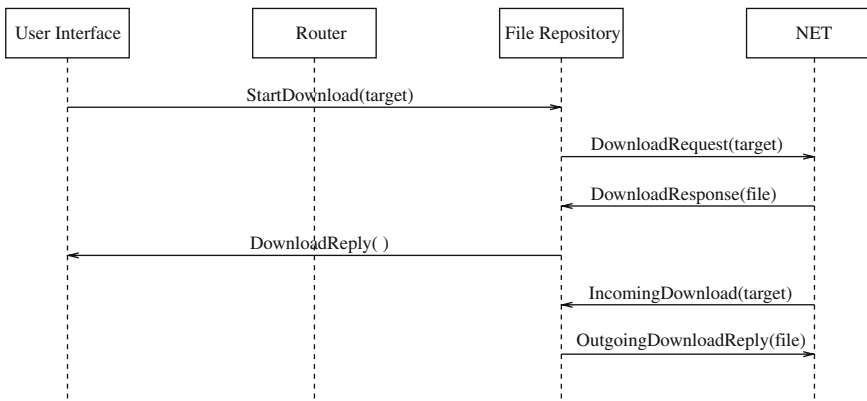 User Interface
Router
File Repository
NET
StartDownload(target)
DownloadRequest(target)
DownloadResponse(file)
DownloadReply( )
IncomingDownload(target)
OutgoingDownloadReply(file)